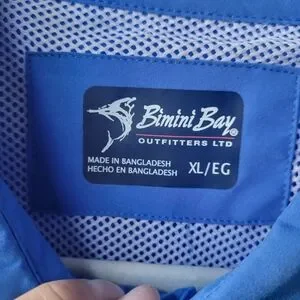 Bimini Bay®
OUTFITTERS LTD
MADE IN BANGLADESH
HECHO EN BANGLADESH
XL/EG